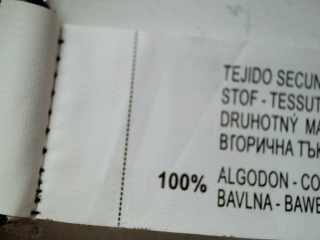 TEJIDO SECUN
STOF - TESSUT
DRUHOTNÝ MA
ВТОРИЧНА ТЪК
100% ALGODON - CO
BAVLNA - BAWE